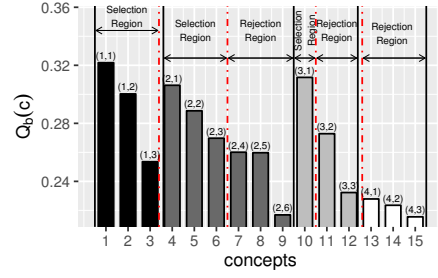 Selection
Region
Selection
Region
Rejection
Region
Selection
Region
Rejection
Region
Rejection
Region
0.32
0.28
0.24
Q_b(c)
(1,1)
(1,2)
(1,3)
(2,1)
(2,2)
(2,3)
(2,4)
(2,5)
(2,6)
(3,1)
(3,2)
(3,3)
(4,1)
(4,2)
(4,3)
1 2 3 4 5 6 7 8 9 10 11 12 13 14 15
concepts